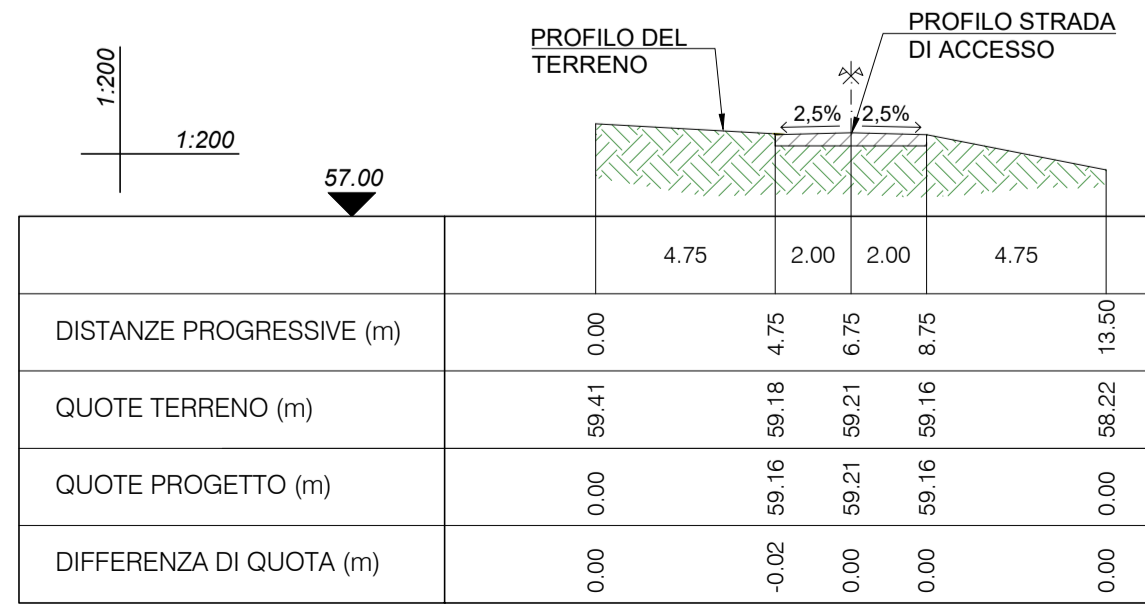 PROFILO DEL
TERRENO
PROFILO STRADA
DI ACCESSO
1:200
1:200
2,5% 2,5%
57.00
4.75 2.00 2.00 4.75
DISTANZE PROGRESSIVE (m) 0.00 4.75 6.75 8.75 13.50
QUOTE TERRENO (m) 59.41 59.18 59.21 59.16 58.22
QUOTE PROGETTO (m) 0.00 59.16 59.21 59.16 0.00
DIFFERENZA DI QUOTA (m) 0.00 -0.02 0.00 0.00 0.00